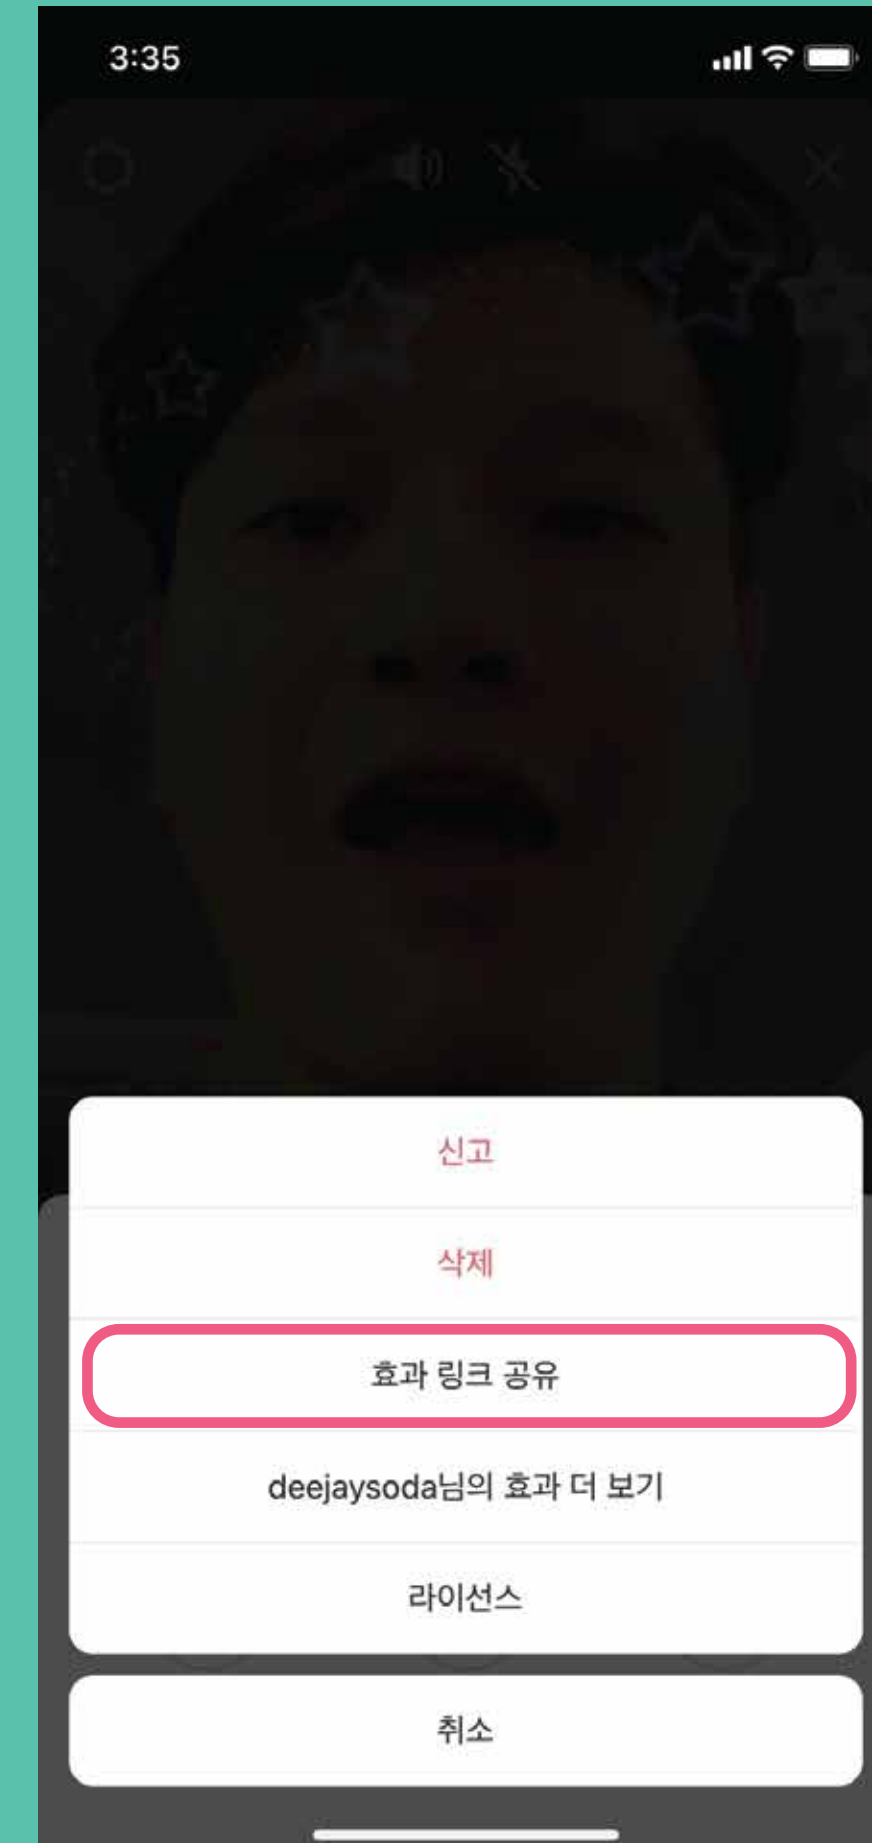 3:35
신고
삭제
효과 링크 공유
deejaysoda님의 효과 더 보기
라이선스
취소